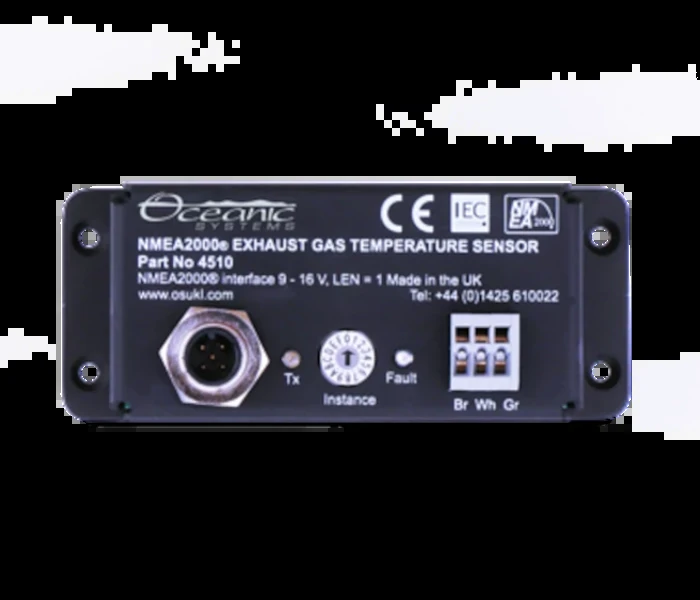 Oceanic
SYSTEMS
CE IEC NMEA 2000
NMEA2000® EXHAUST GAS TEMPERATURE SENSOR
Part No 4510
NMEA2000® interface 9 - 16 V, LEN = 1 Made in the UK
www.osukl.com Tel: +44 (0)1425 610022
Tx Instance Fault
Br Wh Gr